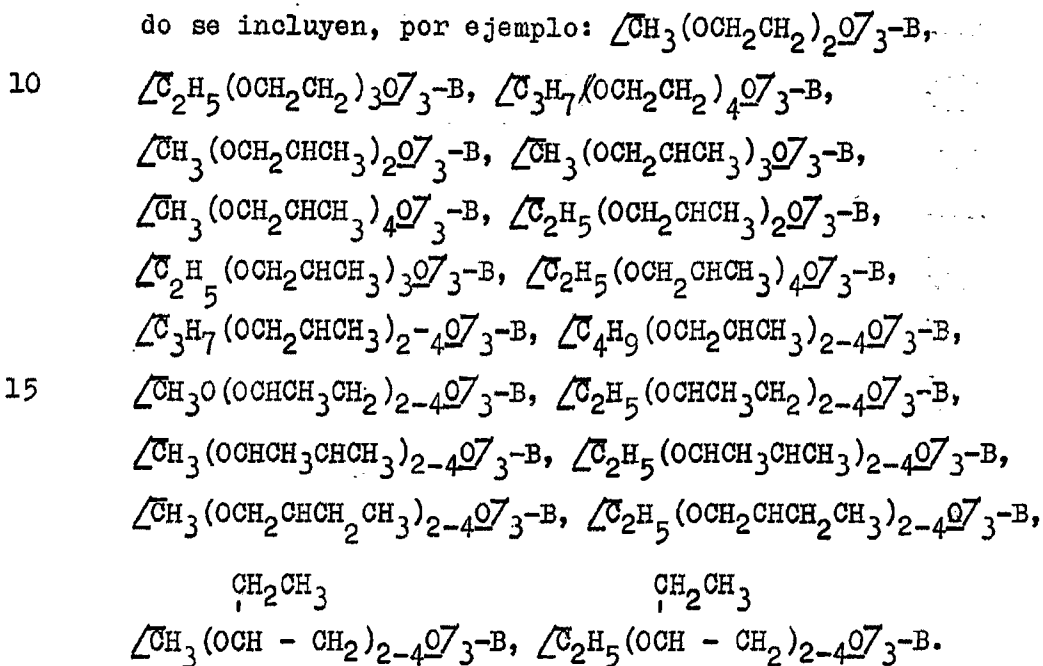 do se incluyen, por ejemplo: [CH₃(OCH₂CH₂)₂O]₃-B,
10 [C₂H₅(OCH₂CH₂)₃O]₃-B, [C₃H₇(OCH₂CH₂)₄O]₃-B,
[CH₃(OCH₂CHCH₃)₂O]₃-B, [CH₃(OCH₂CHCH₃)₃O]₃-B,
[CH₃(OCH₂CHCH₃)₄O]₃-B, [C₂H₅(OCH₂CHCH₃)₂O]₃-B,
[C₂H₅(OCH₂CHCH₃)₃O]₃-B, [C₂H₅(OCH₂CHCH₃)₄O]₃-B,
[C₃H₇(OCH₂CHCH₃)₂₋₄O]₃-B, [C₄H₉(OCH₂CHCH₃)₂₋₄O]₃-B,
15 [CH₃O(OCHCH₃CH₂)₂₋₄O]₃-B, [C₂H₅(OCHCH₃CH₂)₂₋₄O]₃-B,
[CH₃(OCHCH₃CHCH₃)₂₋₄O]₃-B, [C₂H₅(OCHCH₃CHCH₃)₂₋₄O]₃-B,
[CH₃(OCH₂CHCH₂CH₃)₂₋₄O]₃-B, [C₂H₅(OCH₂CHCH₂CH₃)₂₋₄O]₃-B,
CH₂CH₃ CH₂CH₃
[CH₃(OCH - CH₂)₂₋₄O]₃-B, [C₂H₅(OCH - CH₂)₂₋₄O]₃-B.